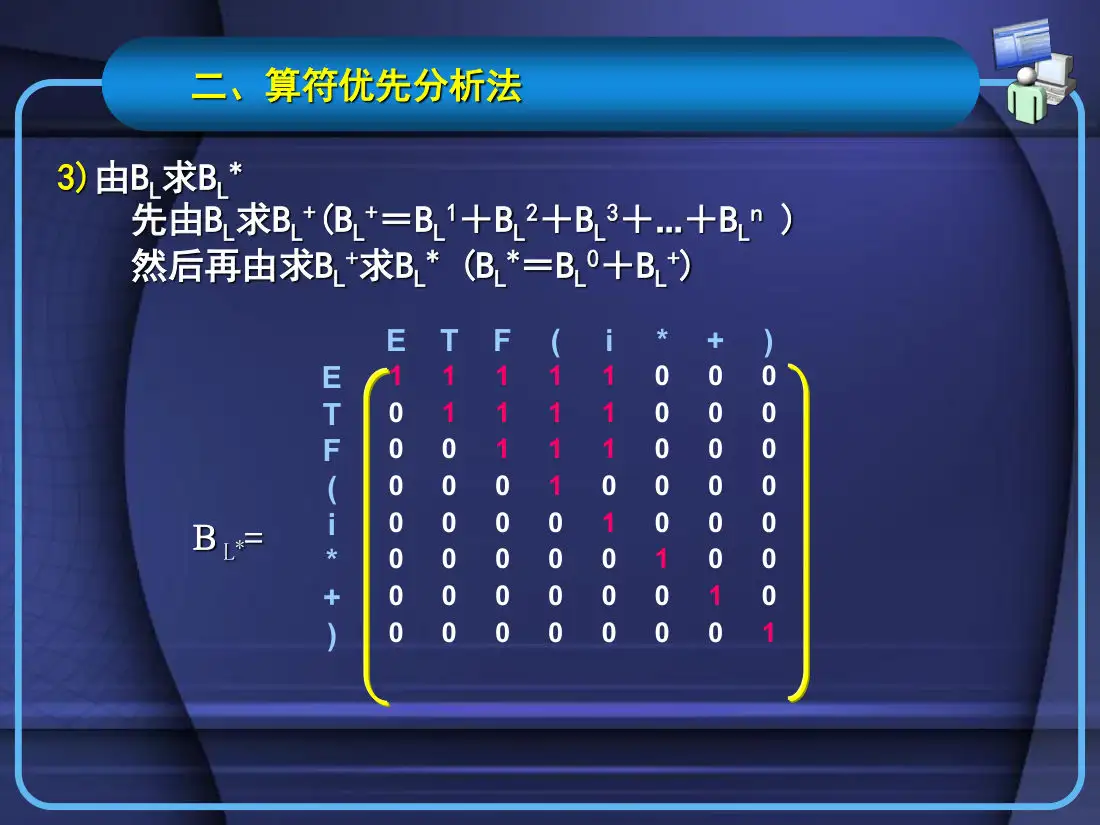 二、算符优先分析法
3)由BL求BL*
先由BL求BL+(BL+＝BL1＋BL2＋BL3＋…＋BLn )
然后再由求BL+求BL* (BL*＝BL0＋BL+)
E T F ( i * + )
E 1 1 1 1 1 0 0 0
T 0 1 1 1 1 0 0 0
F 0 0 1 1 1 0 0 0
( 0 0 0 1 0 0 0 0
i 0 0 0 0 1 0 0 0
B L*=
* 0 0 0 0 0 1 0 0
+ 0 0 0 0 0 0 1 0
) 0 0 0 0 0 0 0 1